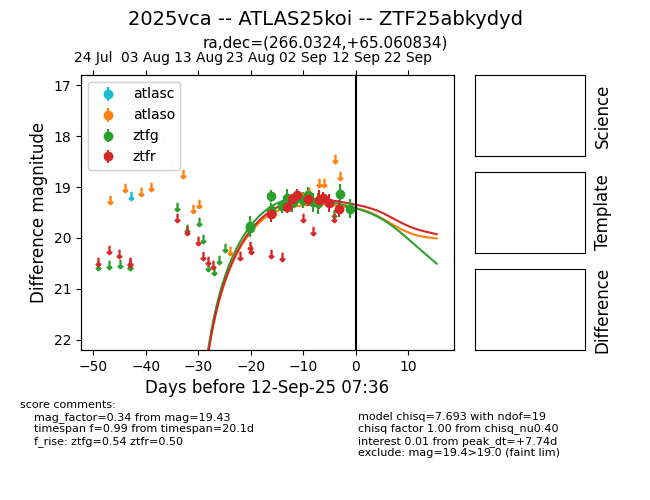 2025vca -- ATLAS25koi -- ZTF25abkydyd
ra,dec=(266.0324,+65.060834)
24 Jul 03 Aug 13 Aug 23 Aug 02 Sep 12 Sep 22 Sep
17
18
19
20
21
22
Difference magnitude
atlasc
atlaso
ztfg
ztfr
−50 −40 −30 −20 −10 0 10
Days before 12-Sep-25 07:36
Science
Template
Difference
score comments:
mag_factor=0.34 from mag=19.43
timespan f=0.99 from timespan=20.1d
f_rise: ztfg=0.54 ztfr=0.50
model chisq=7.693 with ndof=19
chisq factor 1.00 from chisq_nu0.40
interest 0.01 from peak_dt=+7.74d
exclude: mag=19.4>19.0 (faint lim)